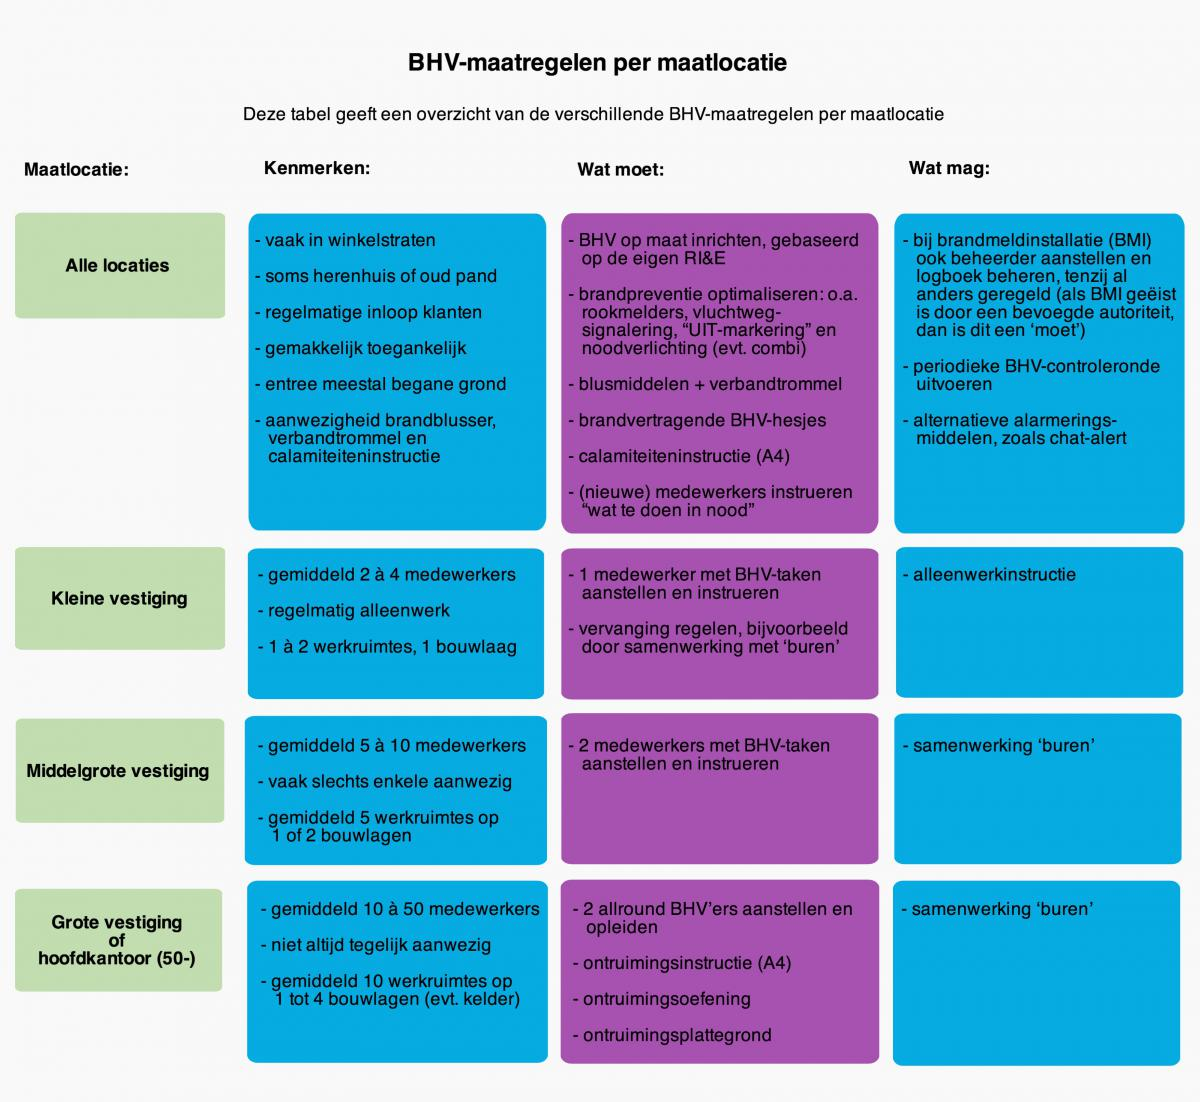 BHV-maatregelen per maatlocatie
Deze tabel geeft een overzicht van de verschillende BHV-maatregelen per maatlocatie
Maatlocatie:
Kenmerken:
Wat moet:
Wat mag:
Alle locaties
- vaak in winkelstraten
- soms herenhuis of oud pand
- regelmatige inloop klanten
- gemakkelijk toegankelijk
- entree meestal begane grond
- aanwezigheid brandblusser,
verbandtrommel en
calamiteiteninstructie
- BHV op maat inrichten, gebaseerd
op de eigen RI&E
- brandpreventie optimaliseren: o.a.
rookmelders, vluchtweg-
signalering, “UIT-markering” en
noodverlichting (evt. combi)
- blusmiddelen + verbandtrommel
- brandvertragende BHV-hesjes
- calamiteiteninstructie (A4)
- (nieuwe) medewerkers instrueren
“wat te doen in nood”
- bij brandmeldinstallatie (BMI)
ook beheerder aanstellen en
logboek beheren, tenzij al
anders geregeld (als BMI geëist
is door een bevoegde autoriteit,
dan is dit een ‘moet’)
- periodieke BHV-controleronde
uitvoeren
- alternatieve alarmerings-
middelen, zoals chat-alert
Kleine vestiging
- gemiddeld 2 à 4 medewerkers
- regelmatig alleenwerk
- 1 à 2 werkruimtes, 1 bouwlaag
- 1 medewerker met BHV-taken
aanstellen en instrueren
- vervanging regelen, bijvoorbeeld
door samenwerking met ‘buren’
- alleenwerkinstructie
Middelgrote vestiging
- gemiddeld 5 à 10 medewerkers
- vaak slechts enkele aanwezig
- gemiddeld 5 werkruimtes op
1 of 2 bouwlagen
- 2 medewerkers met BHV-taken
aanstellen en instrueren
- samenwerking ‘buren’
Grote vestiging
of
hoofdkantoor (50-)
- gemiddeld 10 à 50 medewerkers
- niet altijd tegelijk aanwezig
- gemiddeld 10 werkruimtes op
1 tot 4 bouwlagen (evt. kelder)
- 2 allround BHV’ers aanstellen en
opleiden
- ontruimingsinstructie (A4)
- ontruimingsoefening
- ontruimingsplattegrond
- samenwerking ‘buren’